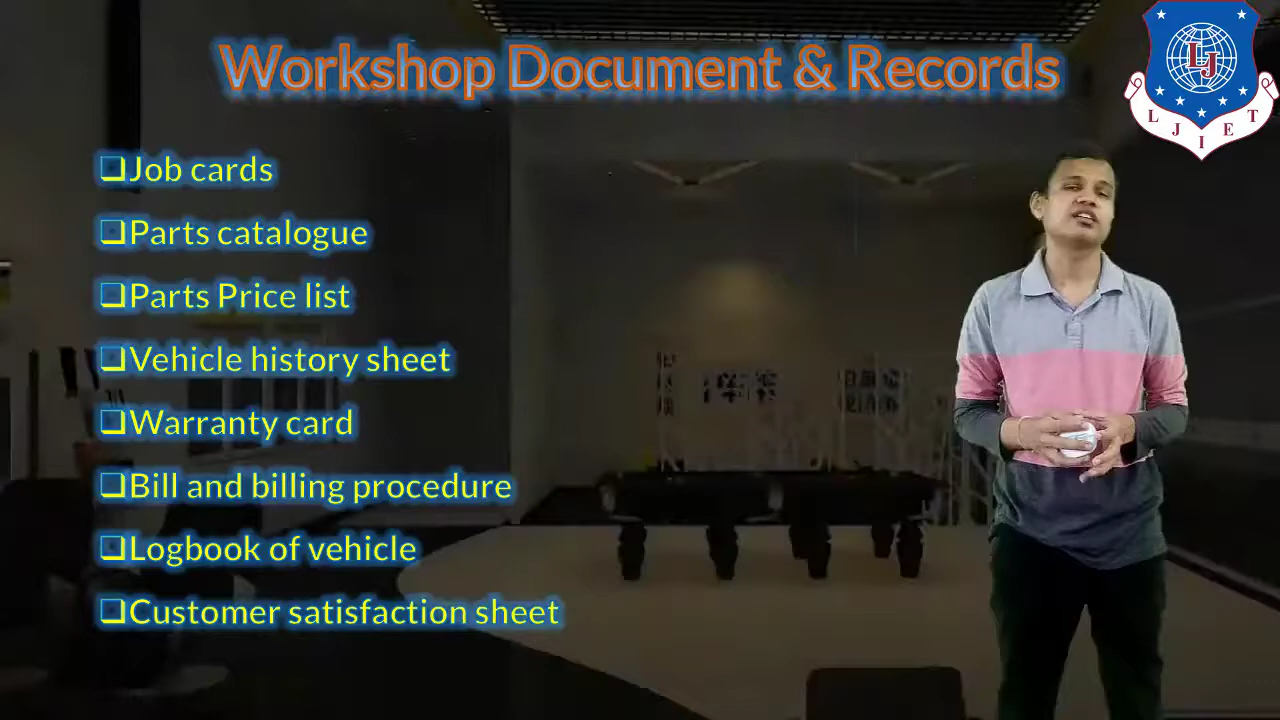 Workshop Document & Records
LJ
L J I E T
❑Job cards
❑Parts catalogue
❑Parts Price list
❑Vehicle history sheet
❑Warranty card
❑Bill and billing procedure
❑Logbook of vehicle
❑Customer satisfaction sheet